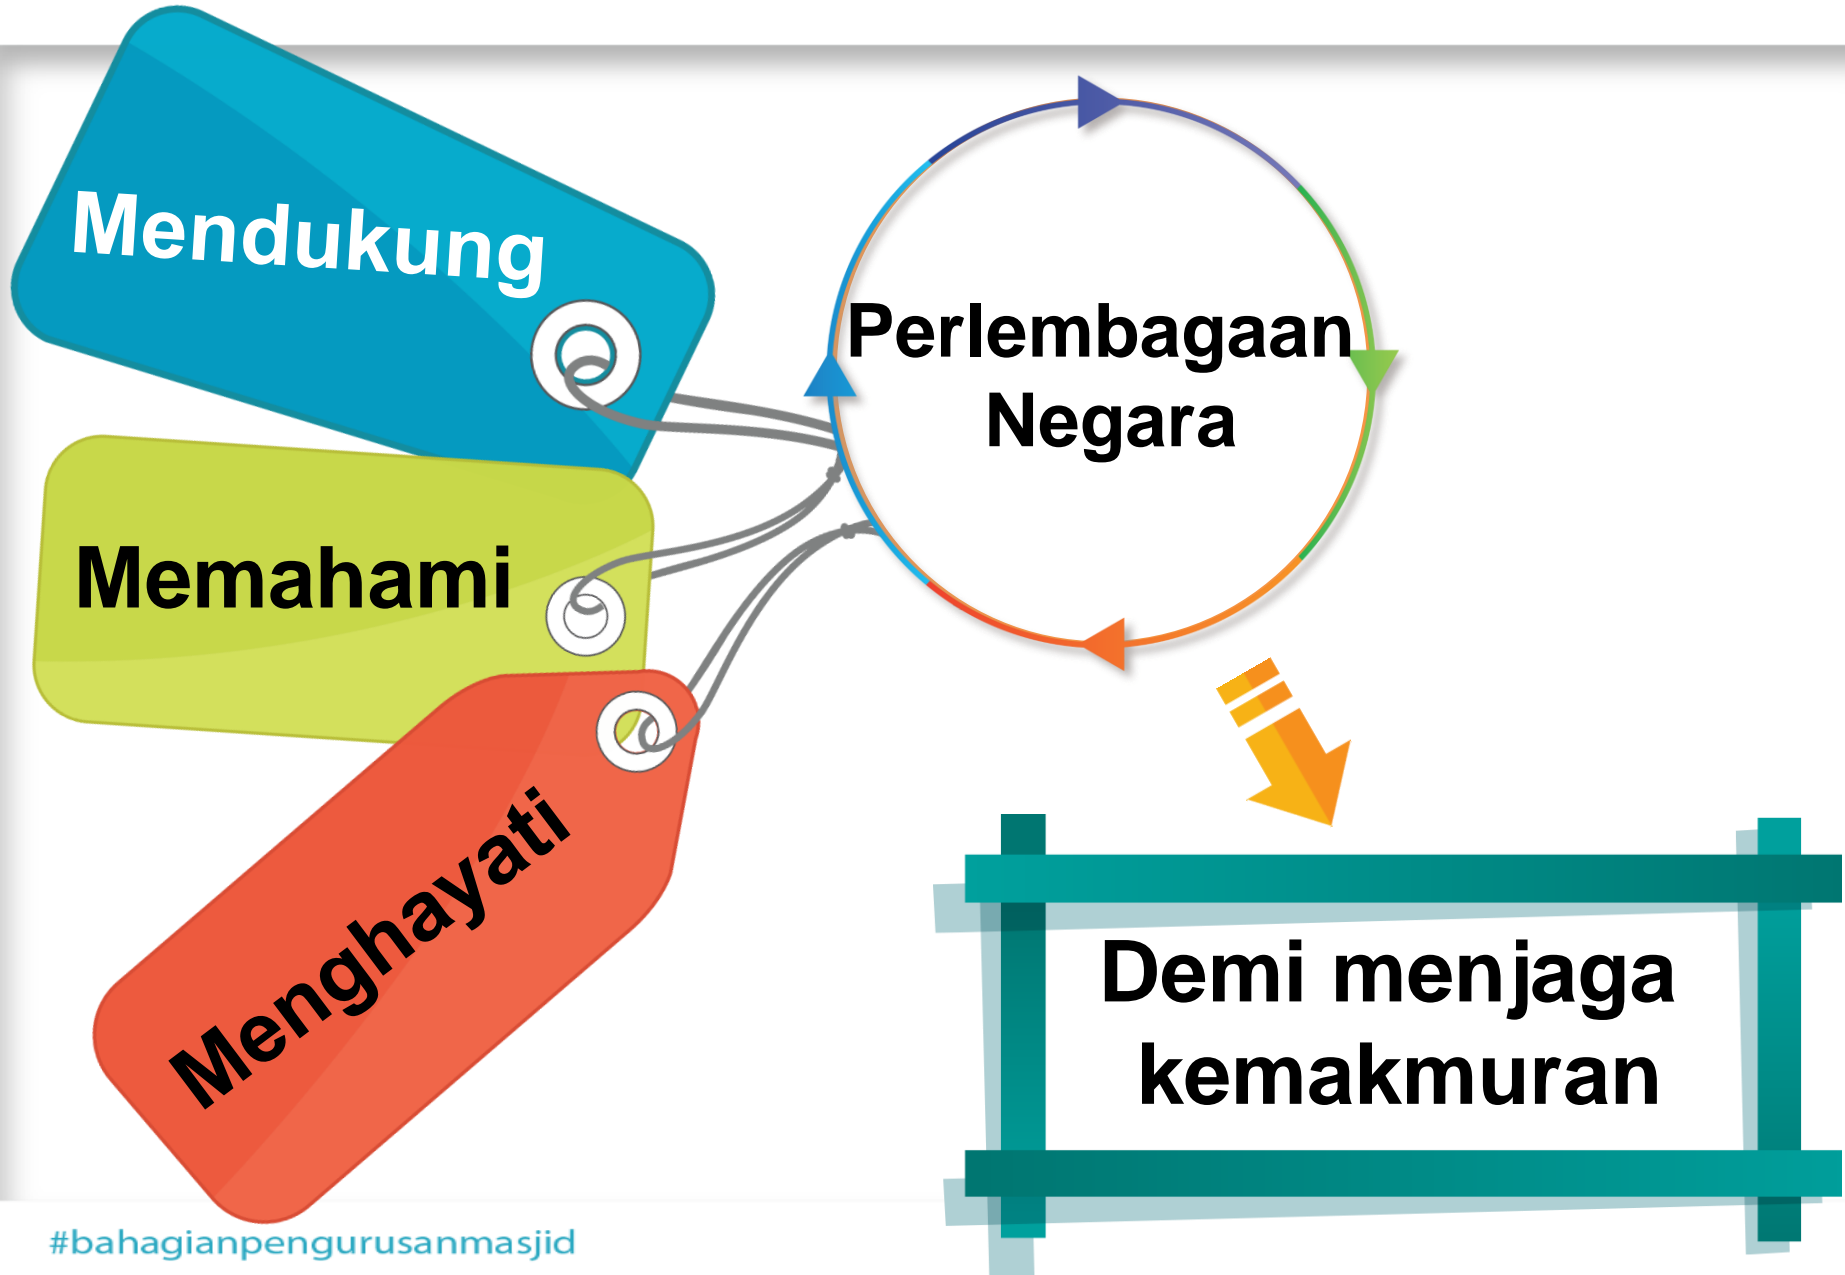 Mendukung
Memahami
Menghayati
Perlembagaan
Negara
Demi menjaga
kemakmuran
#bahagianpengurusanmasjid